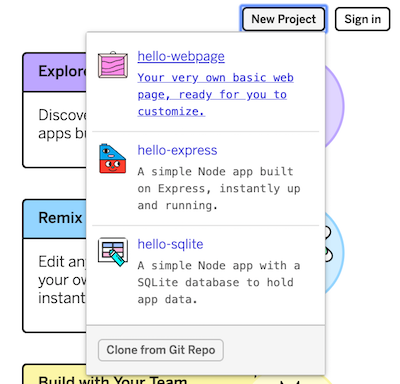 New Project
Sign in
hello-webpage
Your very own basic web
page, ready for you to
customize.
hello-express
A simple Node app built
on Express, instantly up
and running.
hello-sqlite
A simple Node app with a
SQLite database to hold
app data.
Clone from Git Repo
Explore
Discov
apps bu
Remix
Edit any
your ow
instant
Build with Your Team